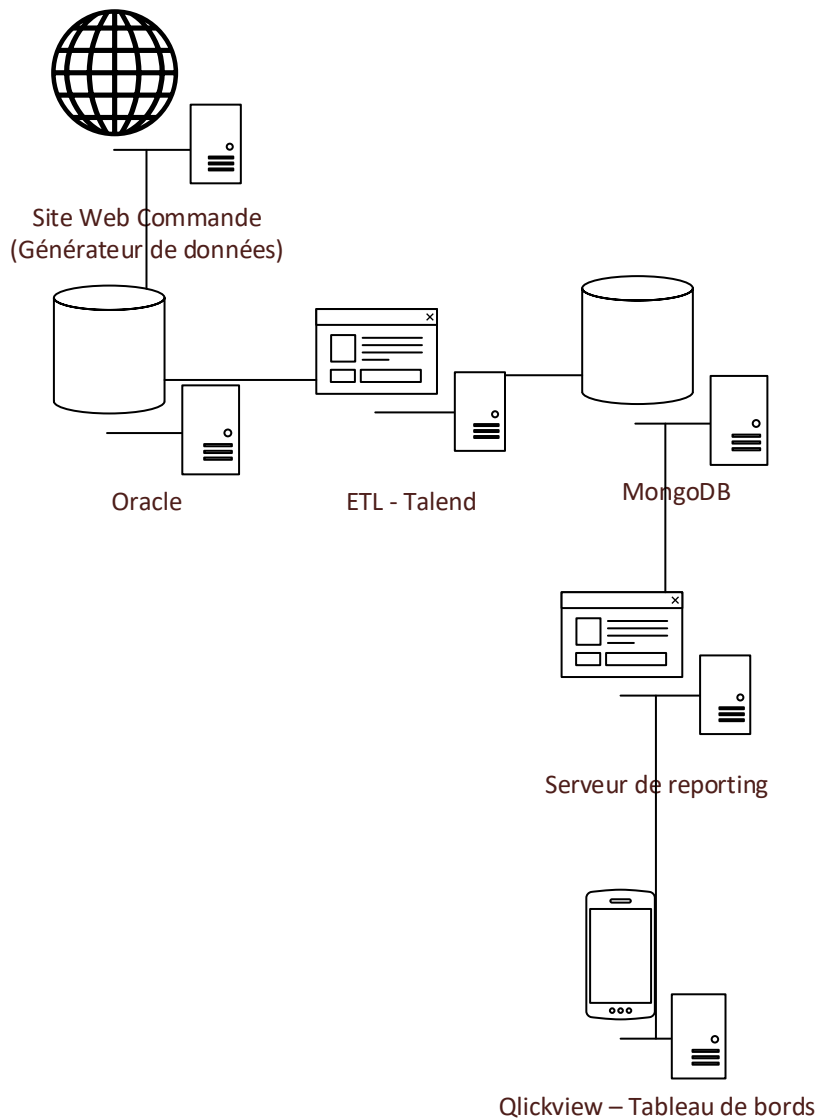 Site Web Commande
(Générateur de données)
Oracle
ETL - Talend
MongoDB
Serveur de reporting
Qlickview – Tableau de bords